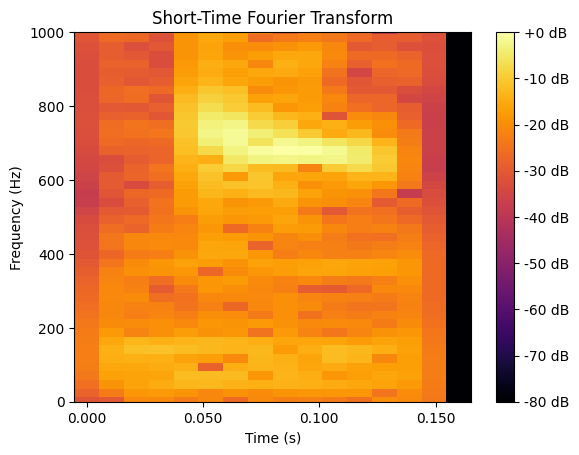 Short-Time Fourier Transform
1000
800
600
400
200
0
Frequency (Hz)
0.000
0.050
0.100
0.150
Time (s)
+0 dB
-10 dB
-20 dB
-30 dB
-40 dB
-50 dB
-60 dB
-70 dB
-80 dB